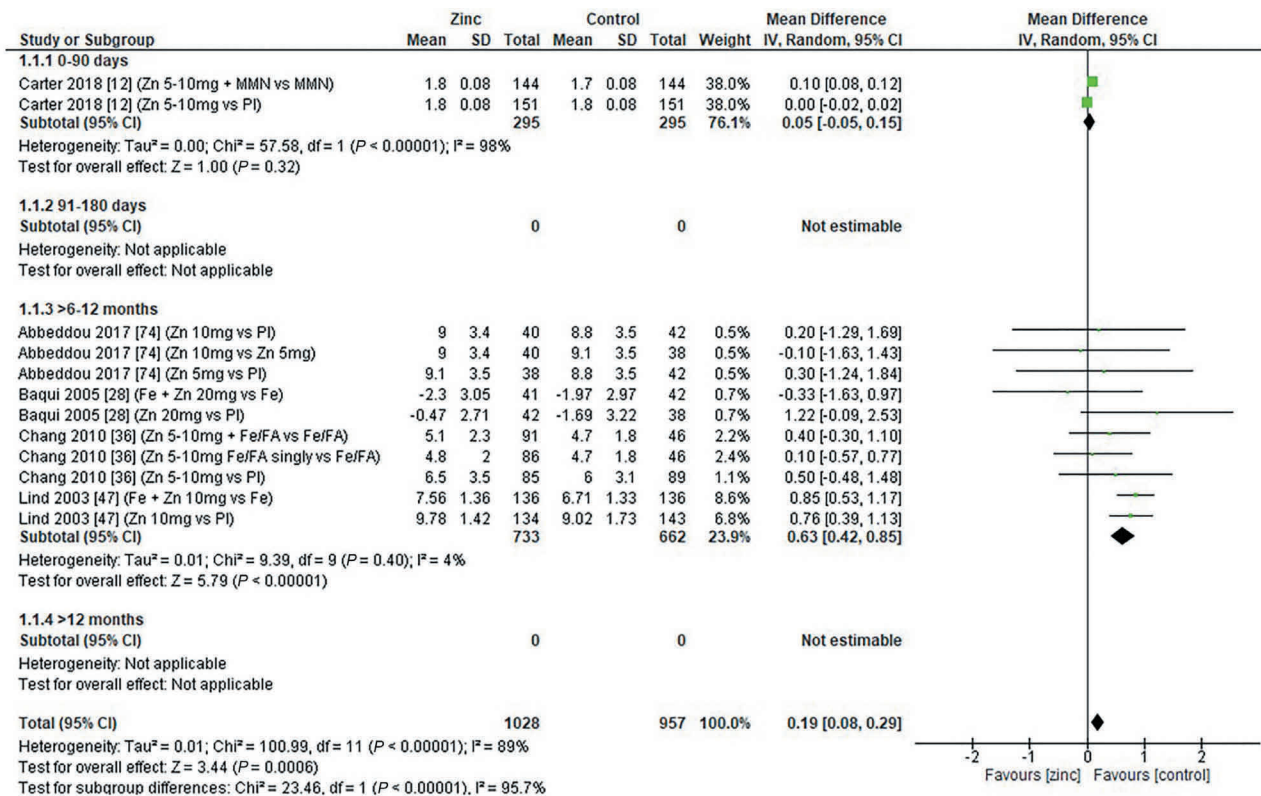 Zinc Control Mean Difference Mean Difference
Study or Subgroup Mean SD Total Mean SD Total Weight IV, Random, 95% CI IV, Random, 95% CI
1.1.1 0-90 days
Carter 2018 [12] (Zn 5-10mg + MMN vs MMN) 1.8 0.08 144 1.7 0.08 144 38.0% 0.10 [0.08, 0.12]
Carter 2018 [12] (Zn 5-10mg vs Pl) 1.8 0.08 151 1.8 0.08 151 38.0% 0.00 [-0.02, 0.02]
Subtotal (95% CI) 295 295 76.1% 0.05 [-0.05, 0.15]
Heterogeneity: Tau² = 0.00; Chi² = 57.58, df = 1 (P < 0.00001); I² = 98%
Test for overall effect: Z = 1.00 (P = 0.32)
1.1.2 91-180 days
Subtotal (95% CI) 0 0 Not estimable
Heterogeneity: Not applicable
Test for overall effect: Not applicable
1.1.3 >6-12 months
Abbeddou 2017 [74] (Zn 10mg vs Pl) 9 3.4 40 8.8 3.5 42 0.5% 0.20 [-1.29, 1.69]
Abbeddou 2017 [74] (Zn 10mg vs Zn 5mg) 9 3.4 40 9.1 3.5 38 0.5% -0.10 [-1.63, 1.43]
Abbeddou 2017 [74] (Zn 5mg vs Pl) 9.1 3.5 38 8.8 3.5 42 0.5% 0.30 [-1.24, 1.84]
Baqui 2005 [28] (Fe + Zn 20mg vs Fe) -2.3 3.05 41 -1.97 2.97 42 0.7% -0.33 [-1.63, 0.97]
Baqui 2005 [28] (Zn 20mg vs Pl) -0.47 2.71 42 -1.69 3.22 38 0.7% 1.22 [-0.09, 2.53]
Chang 2010 [36] (Zn 5-10mg + Fe/FA vs Fe/FA) 5.1 2.3 91 4.7 1.8 46 2.2% 0.40 [-0.30, 1.10]
Chang 2010 [36] (Zn 5-10mg Fe/FA singly vs Fe/FA) 4.8 2 86 4.7 1.8 46 2.4% 0.10 [-0.57, 0.77]
Chang 2010 [36] (Zn 5-10mg vs Pl) 6.5 3.5 85 6 3.1 89 1.1% 0.50 [-0.48, 1.48]
Lind 2003 [47] (Fe + Zn 10mg vs Fe) 7.56 1.36 136 6.71 1.33 136 8.6% 0.85 [0.53, 1.17]
Lind 2003 [47] (Zn 10mg vs Pl) 9.78 1.42 134 9.02 1.73 143 6.8% 0.76 [0.39, 1.13]
Subtotal (95% CI) 733 662 23.9% 0.63 [0.42, 0.85]
Heterogeneity: Tau² = 0.01; Chi² = 9.39, df = 9 (P = 0.40); I² = 4%
Test for overall effect: Z = 5.79 (P < 0.00001)
1.1.4 >12 months
Subtotal (95% CI) 0 0 Not estimable
Heterogeneity: Not applicable
Test for overall effect: Not applicable
Total (95% CI) 1028 957 100.0% 0.19 [0.08, 0.29]
Heterogeneity: Tau² = 0.01; Chi² = 100.99, df = 11 (P < 0.00001); I² = 89%
Test for overall effect: Z = 3.44 (P = 0.0006)
Test for subgroup differences: Chi² = 23.46, df = 1 (P < 0.00001), I² = 95.7%
-2 -1 0 1 2
Favours [zinc] Favours [control]